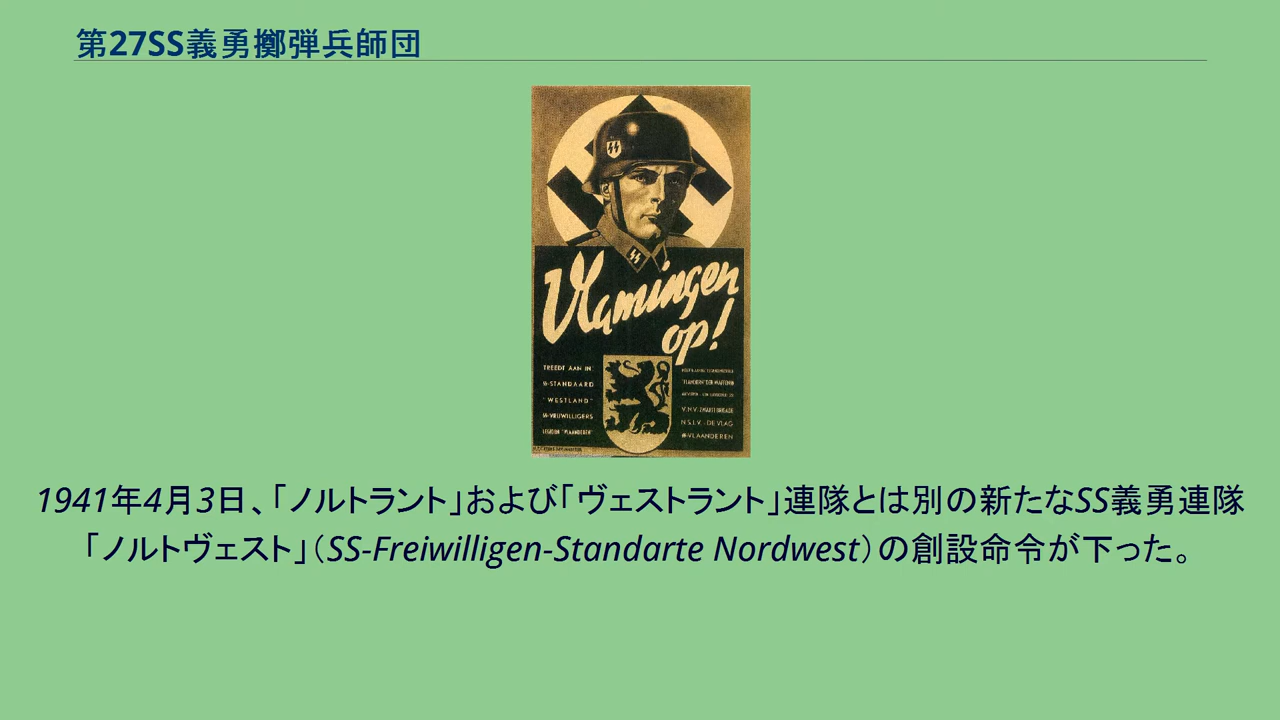 第27SS義勇擲弾兵師団
Vlamingen
op!
TREEDT AAN IN
SS-STANDAARD
"WESTLAND"
SS-VRIJWILLIGERS
LEGIOEN "VLAANDEREN"
V.N.V. ZWARTE BRIGADE
N.S.J.V. - DE VLAG
SS-VLAANDEREN
1941年4月3日、「ノルトラント」および「ヴェストラント」連隊とは別の新たなSS義勇連隊
「ノルトヴェスト」（SS-Freiwilligen-Standarte Nordwest）の創設命令が下った。